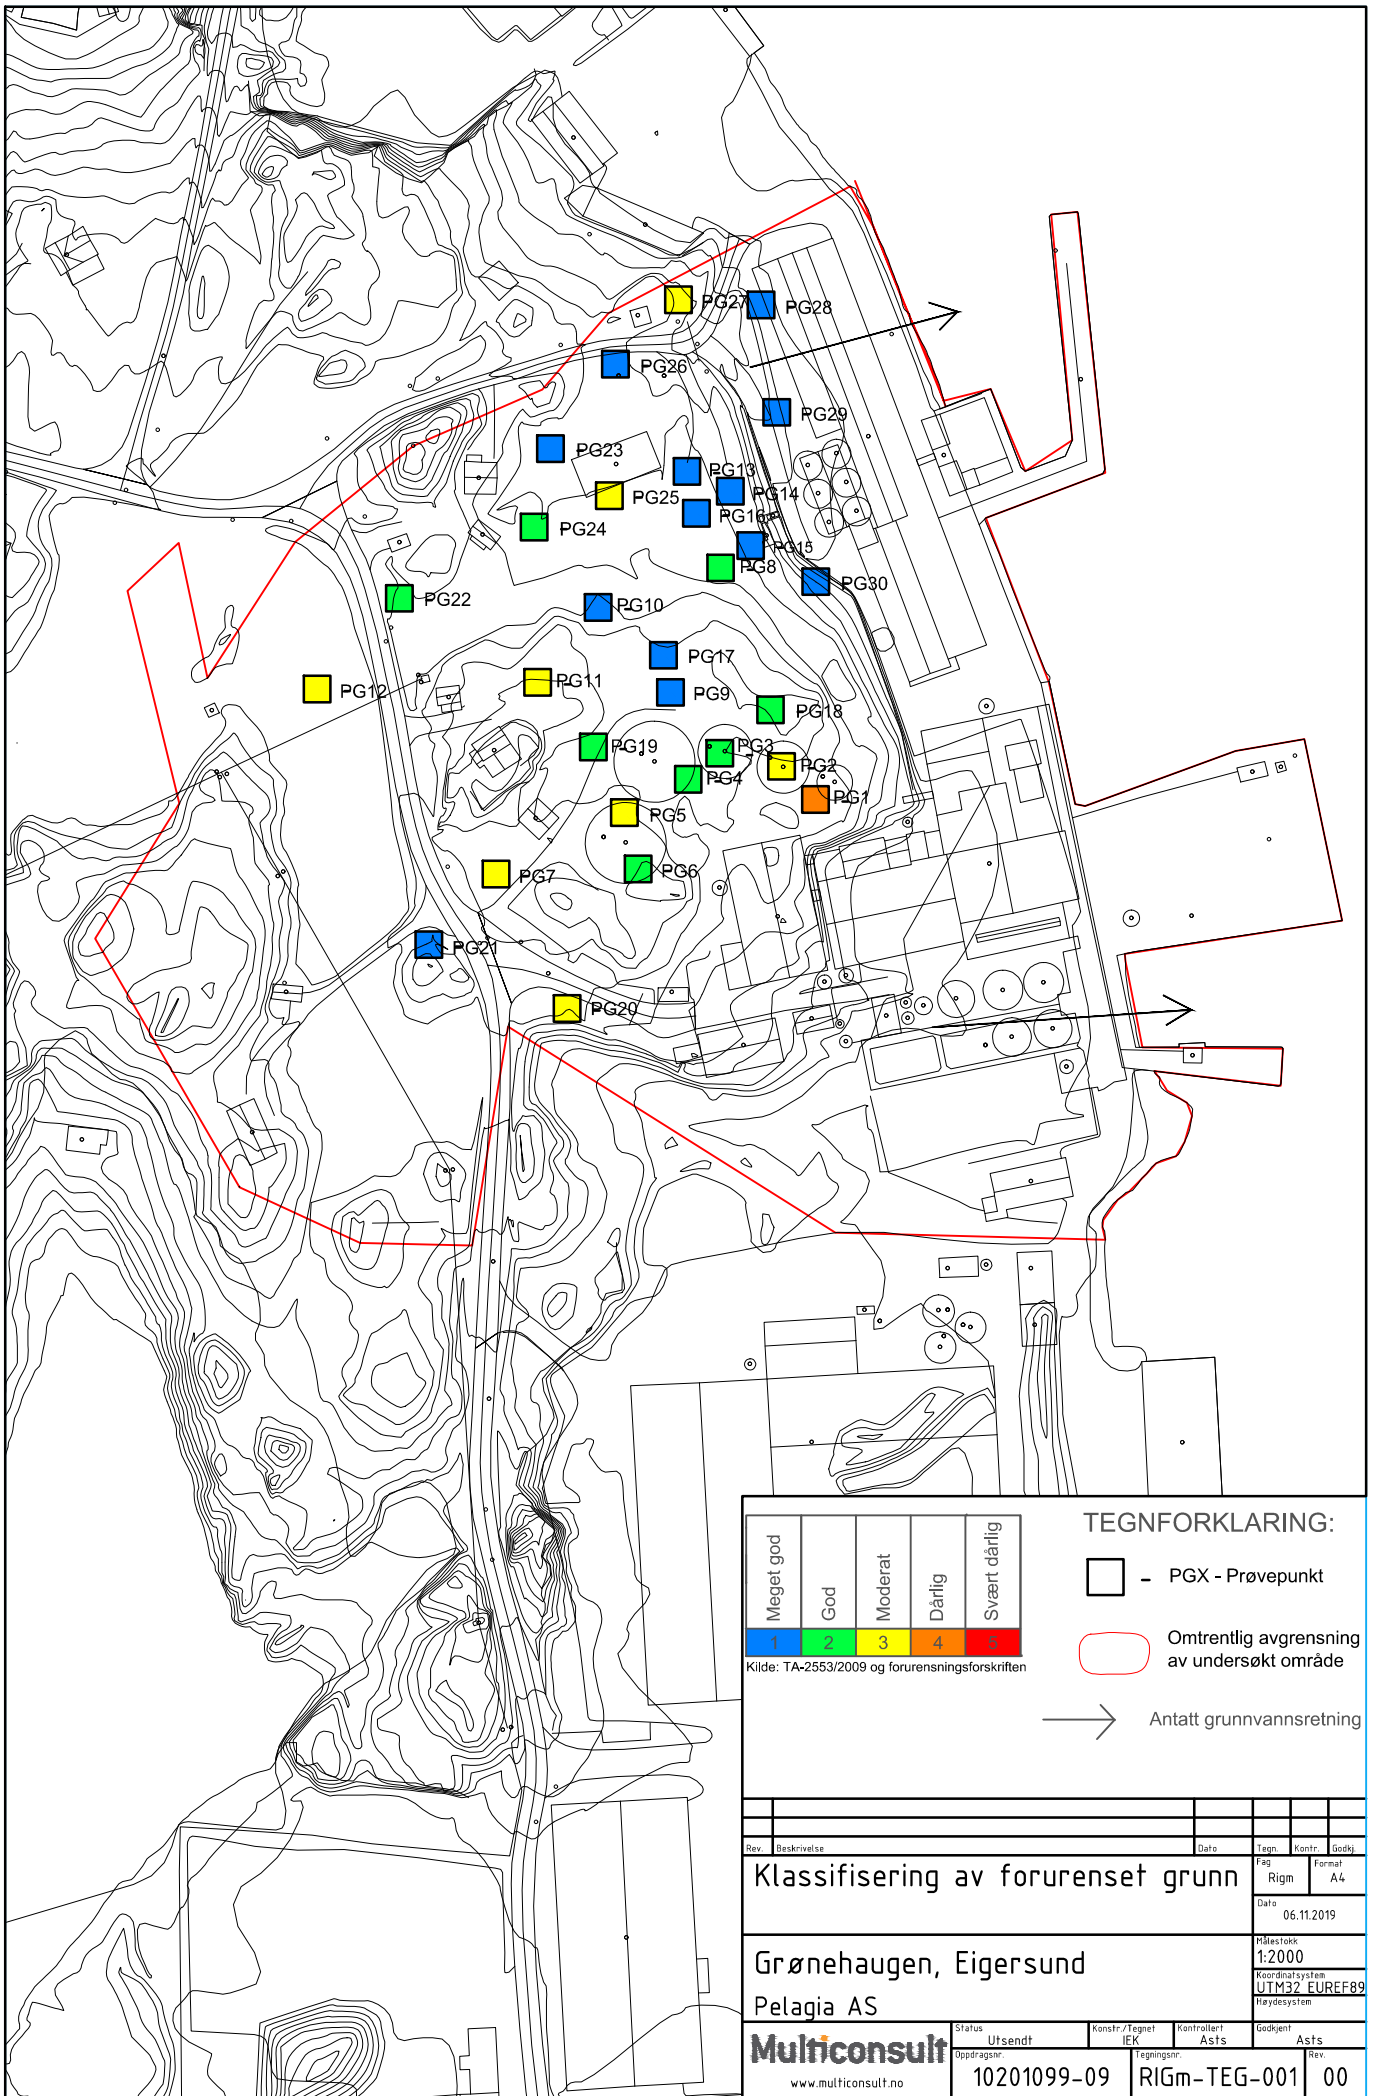 PG27
PG28
PG26
PG29
PG23
PG13
PG14
PG25
PG16
PG24
PG15
PG8
PG30
PG22
PG10
PG17
PG11
PG12
PG9
PG18
PG19
PG3
PG2
PG4
PG1
PG5
PG6
PG7
PG21
PG20
TEGNFORKLARING:
Meget god
God
Moderat
Dårlig
Svært dårlig
1 2 3 4 5
Kilde: TA-2553/2009 og forurensningsforskriften
- PGX - Prøvepunkt
Omtrentlig avgrensning
av undersøkt område
Antatt grunnvannsretning
Rev. Beskrivelse Dato Tegn. Kontr. Godkj.
Klassifisering av forurenset grunn
Fag
Rigm
Format
A4
Dato
06.11.2019
Grønehaugen, Eigersund
Pelagia AS
Målestokk
1:2000
Koordinatsystem
UTM32 EUREF89
Høydesystem
Multiconsult
www.multiconsult.no
Status
Utsendt
Konstr./Tegnet
IEK
Kontrollert
Asts
Godkjent
Asts
Oppdragsnr.
10201099-09
Tegningsnr.
RIGm-TEG-001
Rev.
00